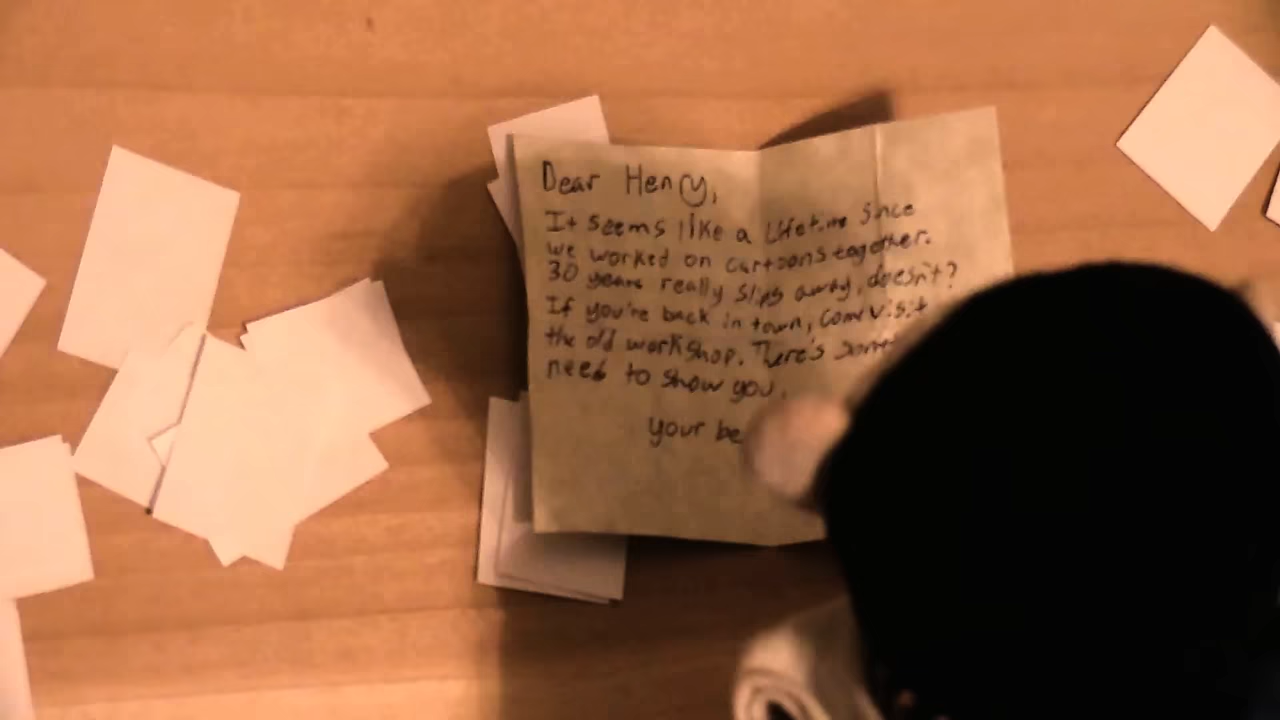 Dear Henry,
It seems like a lifetime since
we worked on cartoons together.
30 years really slips away, doesn't?
If you're back in town, come visit
the old workshop. There's
need to show you.
your